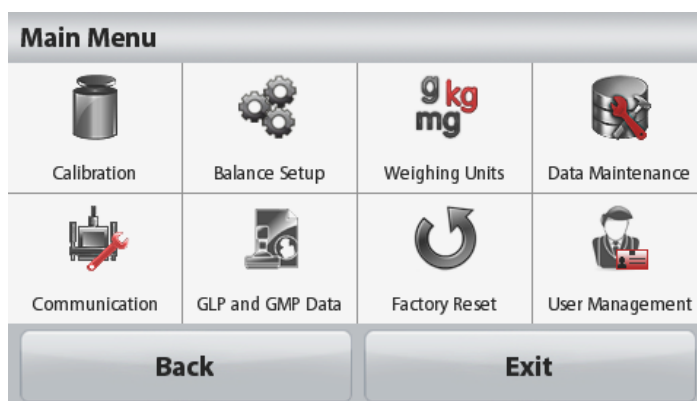 Main Menu
g kg
mg
Calibration Balance Setup Weighing Units Data Maintenance
Communication GLP and GMP Data Factory Reset User Management
Back Exit